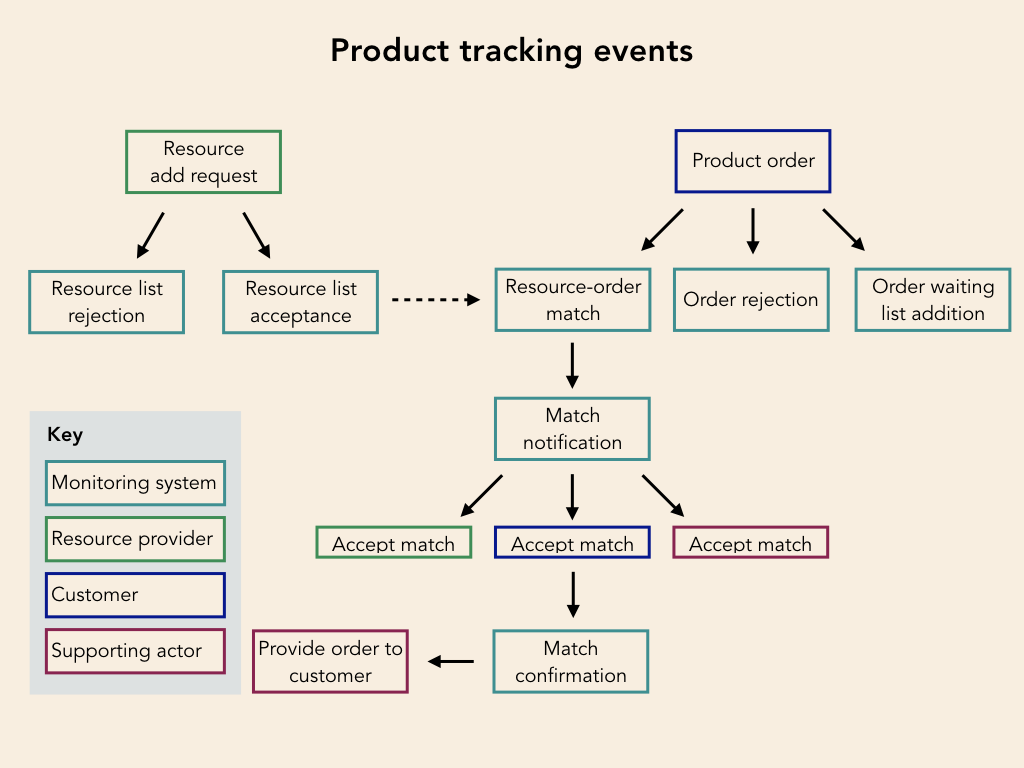 Product tracking events
Resource
add request
Product order
Resource list
rejection
Resource list
acceptance
Resource-order
match
Order rejection
Order waiting
list addition
Match
notification
Key
Monitoring system
Resource provider
Customer
Supporting actor
Accept match
Accept match
Accept match
Provide order to
customer
Match
confirmation